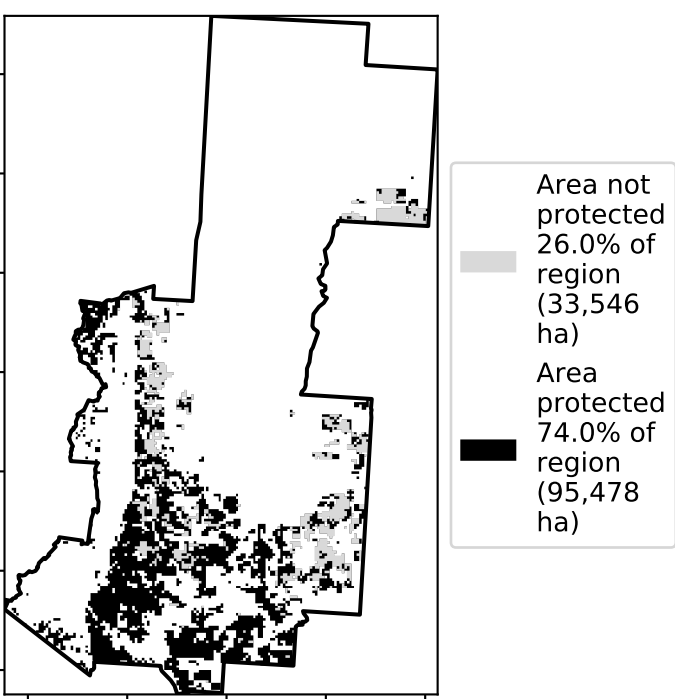 Area not
protected
26.0% of
region
(33,546
ha)
Area
protected
74.0% of
region
(95,478
ha)